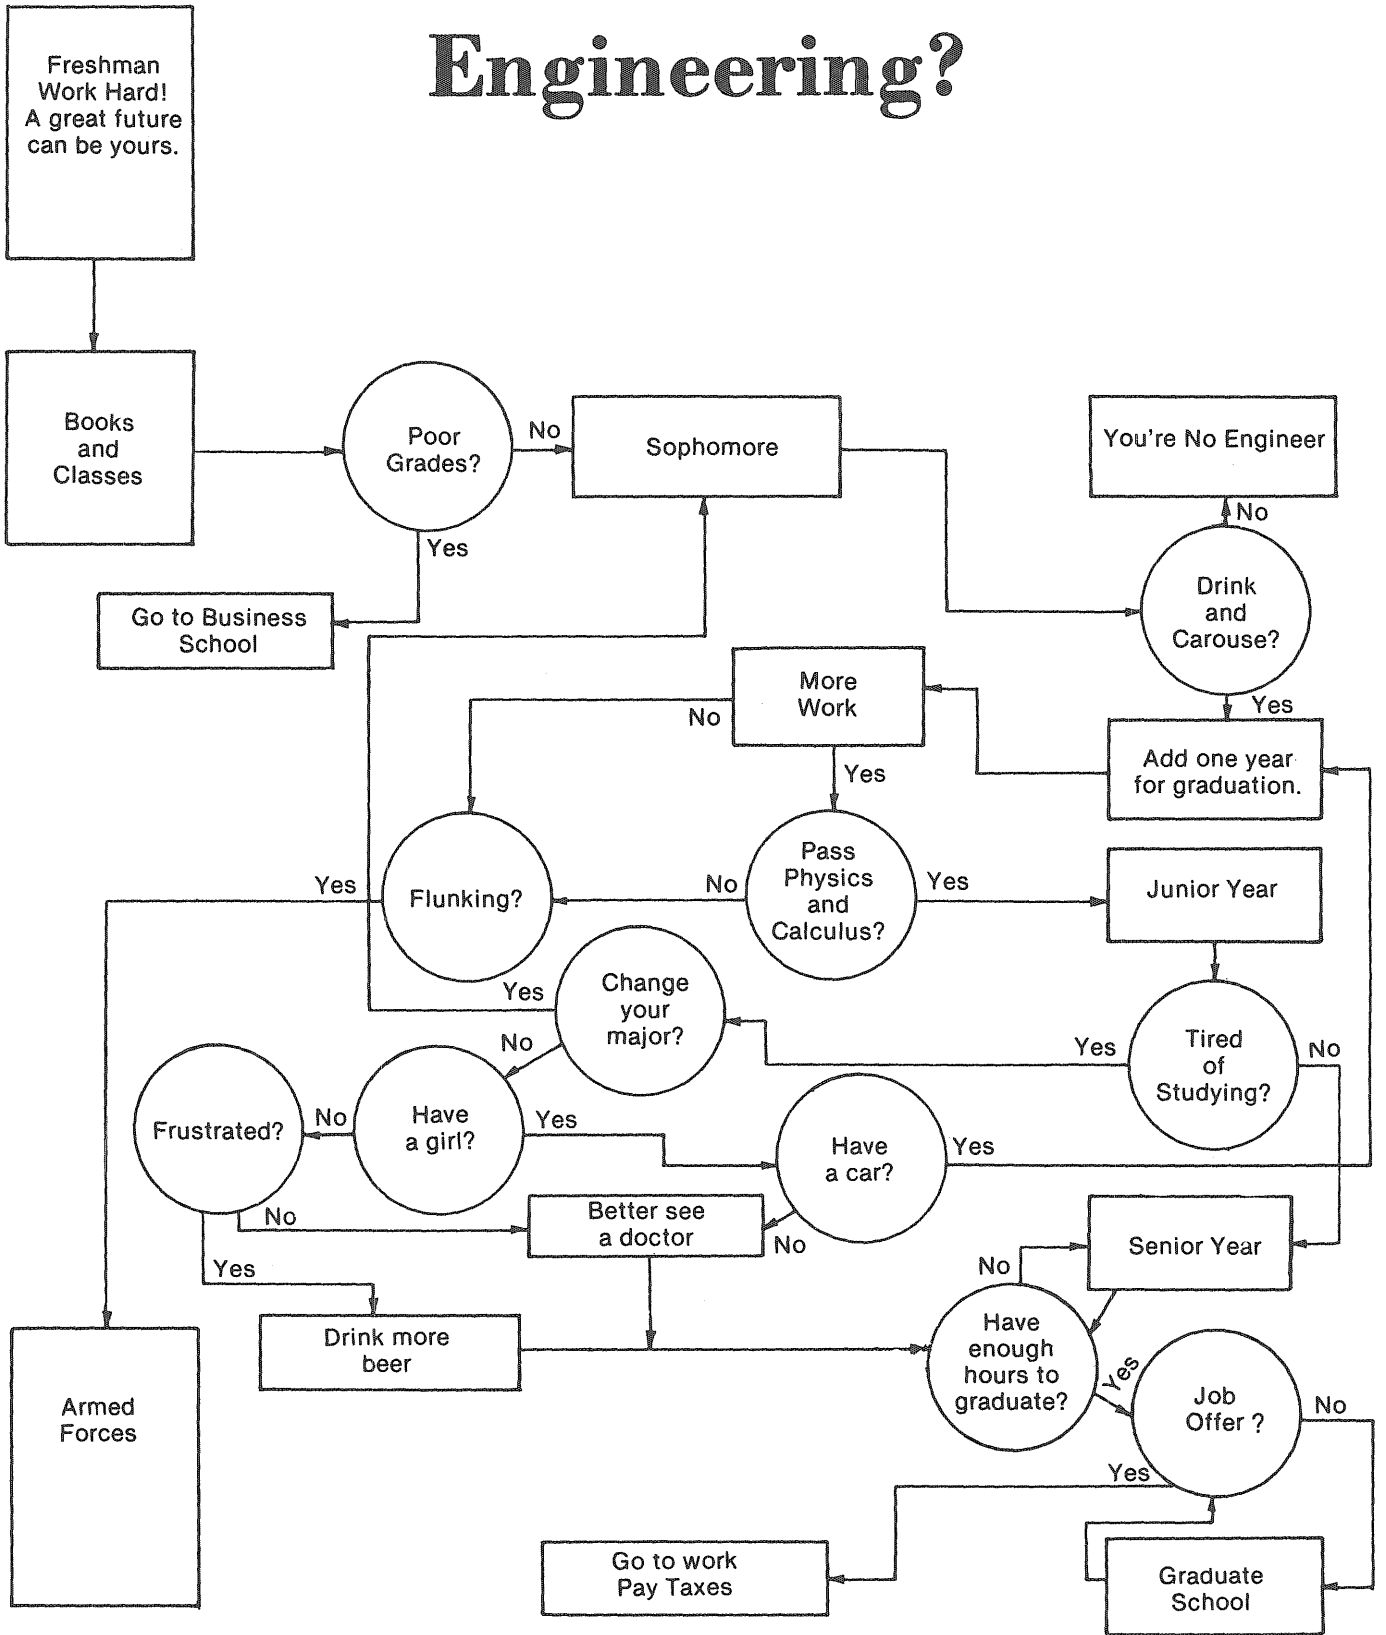 Engineering?
Freshman
Work Hard!
A great future
can be yours.
Books
and
Classes
Poor
Grades?
No
Yes
Sophomore
You're No Engineer
No
Drink
and
Carouse?
Yes
Go to Business
School
More
Work
No
Yes
Add one year
for graduation.
Yes
Flunking?
No
Pass
Physics
and
Calculus?
Yes
Junior Year
Yes
Change
your
major?
No
Yes
Tired
of
Studying?
No
Frustrated?
No
Have
a girl?
Yes
Have
a car?
Yes
No
Better see
a doctor
No
Yes
Drink more
beer
No
Senior Year
Have
enough
hours to
graduate?
Yes
Job
Offer ?
No
Yes
Armed
Forces
Go to work
Pay Taxes
Graduate
School